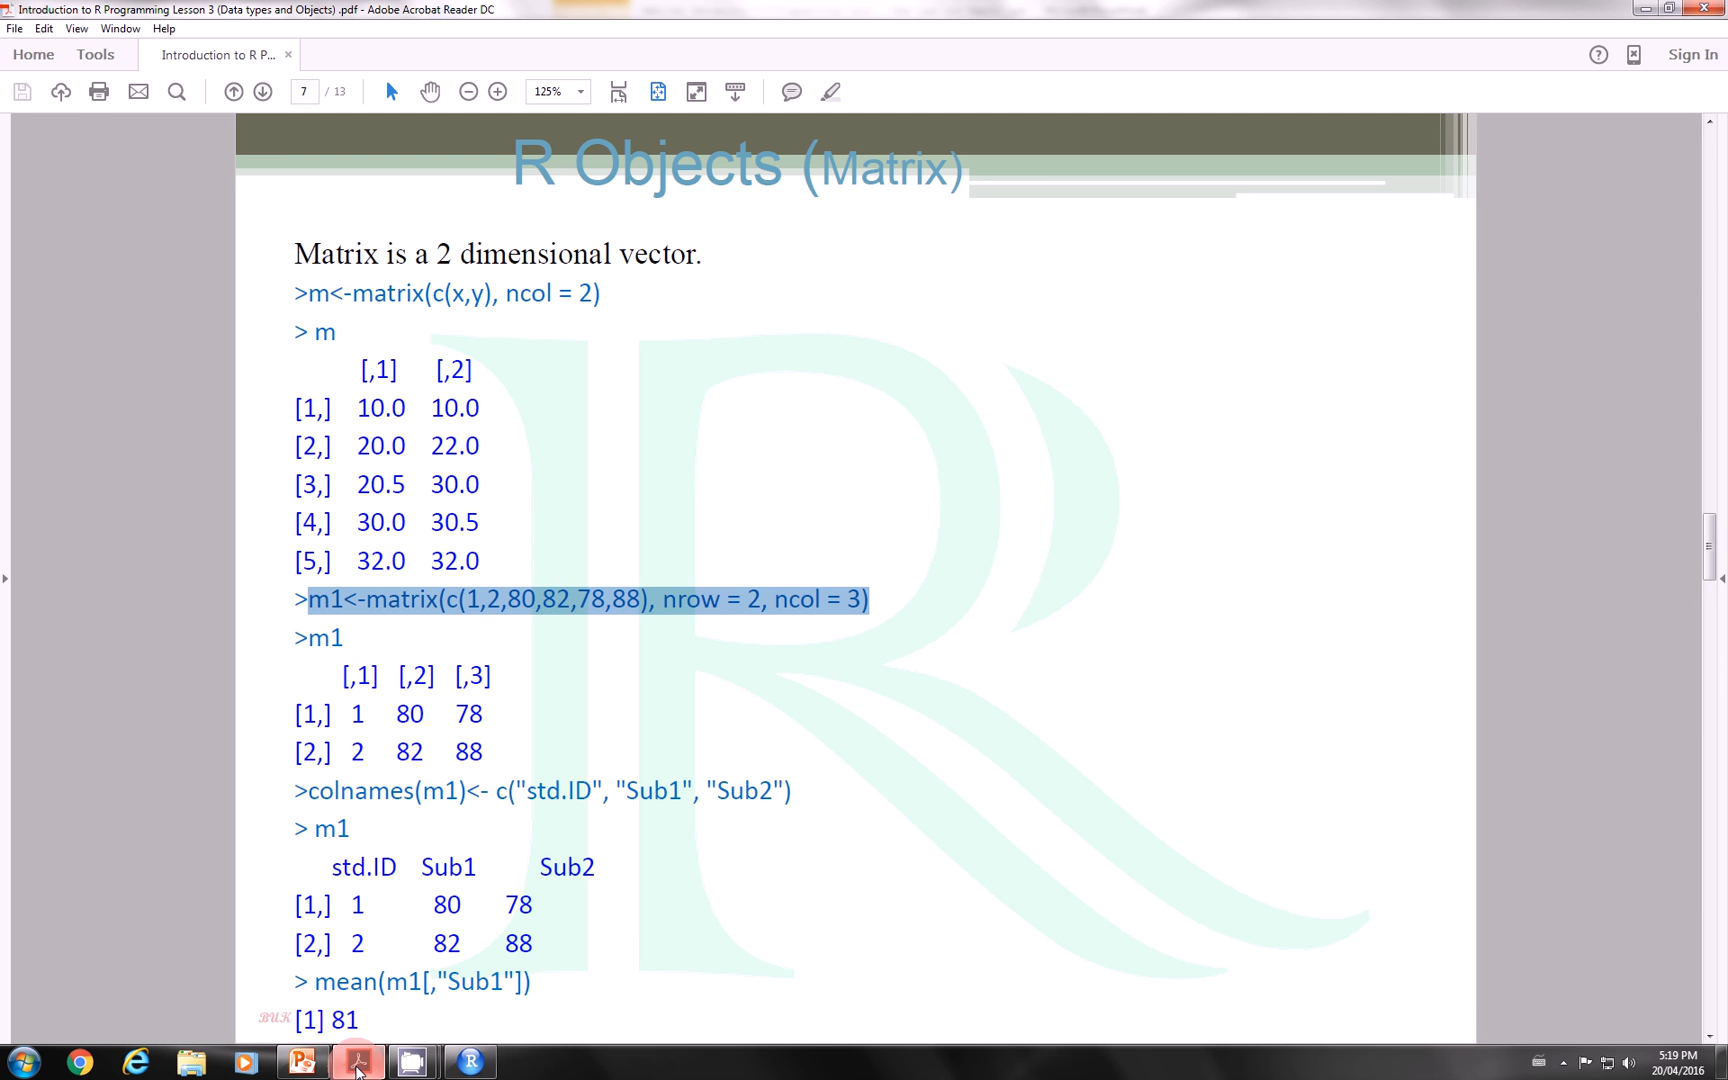 Introduction to R Programming Lesson 3 (Data types and Objects) .pdf - Adobe Acrobat Reader DC
File Edit View Window Help
Home Tools Introduction to R P... × Sign In
7 / 13 125%
R Objects (Matrix)
Matrix is a 2 dimensional vector.
>m<-matrix(c(x,y), ncol = 2)
> m
[,1] [,2]
[1,] 10.0 10.0
[2,] 20.0 22.0
[3,] 20.5 30.0
[4,] 30.0 30.5
[5,] 32.0 32.0
>m1<-matrix(c(1,2,80,82,78,88), nrow = 2, ncol = 3)
>m1
[,1] [,2] [,3]
[1,] 1 80 78
[2,] 2 82 88
>colnames(m1)<- c("std.ID", "Sub1", "Sub2")
> m1
std.ID Sub1 Sub2
[1,] 1 80 78
[2,] 2 82 88
> mean(m1[,"Sub1"])
BUK [1] 81
5:19 PM
20/04/2016